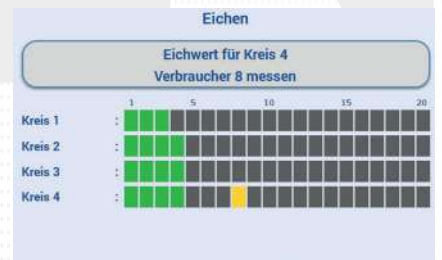 Eichen
Eichwert für Kreis 4
Verbraucher 8 messen
1 5 10 15 20
Kreis 1 :
Kreis 2 :
Kreis 3 :
Kreis 4 :